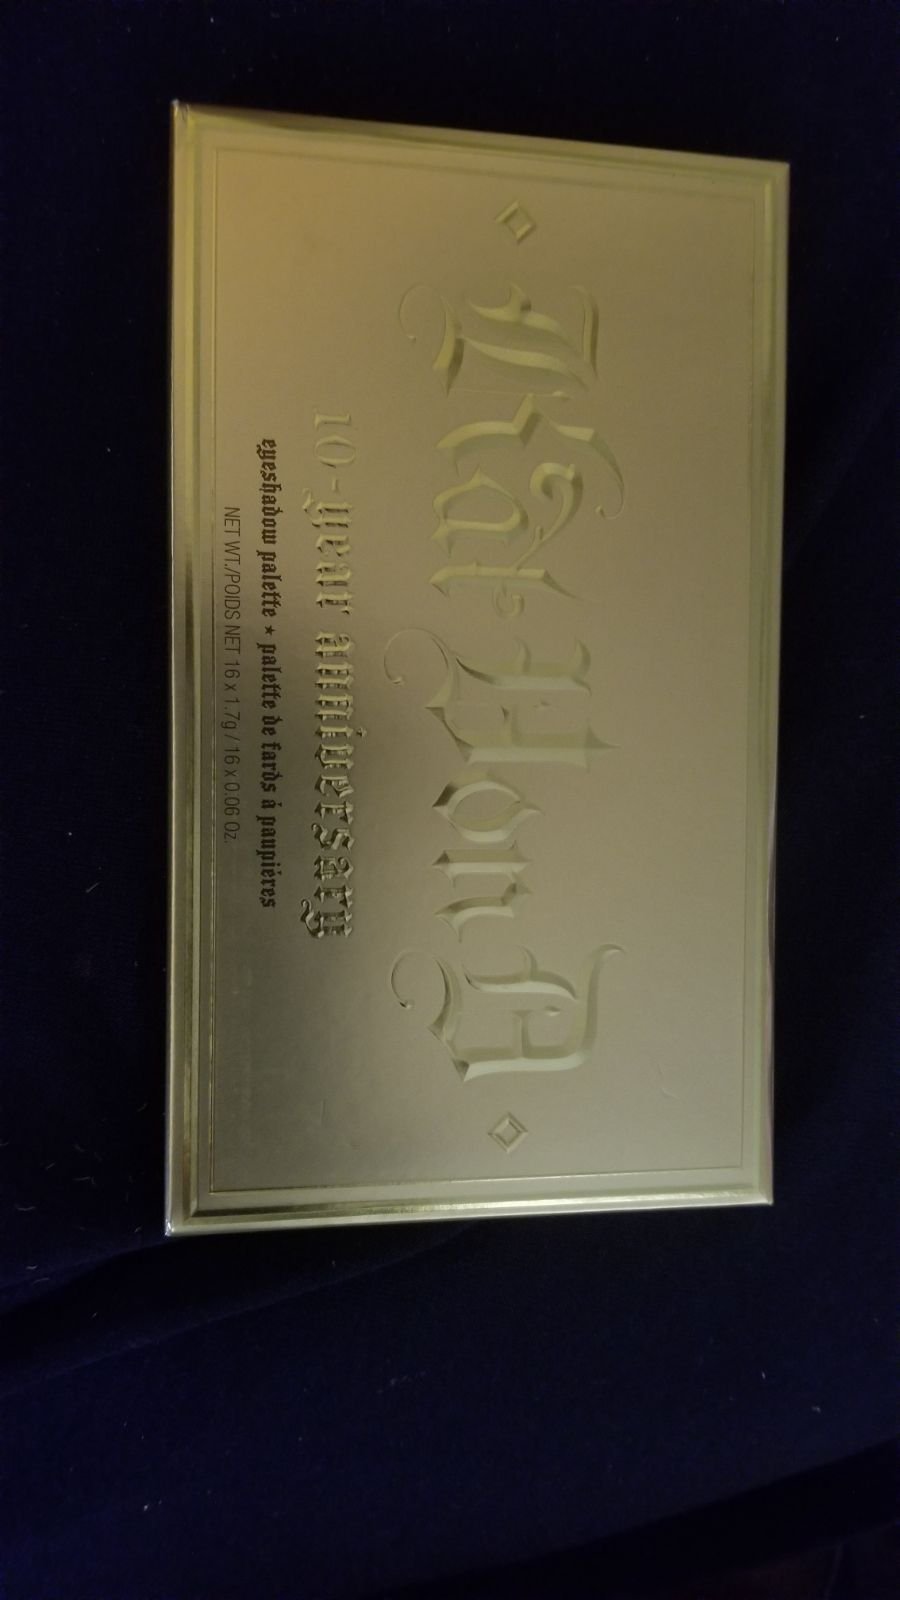 Kat Von D
10-year anniversary
eyeshadow palette ★ palette de fards à paupiéres
NET WT./POIDS NET 16 x 1.7g / 16 x 0.06 Oz.